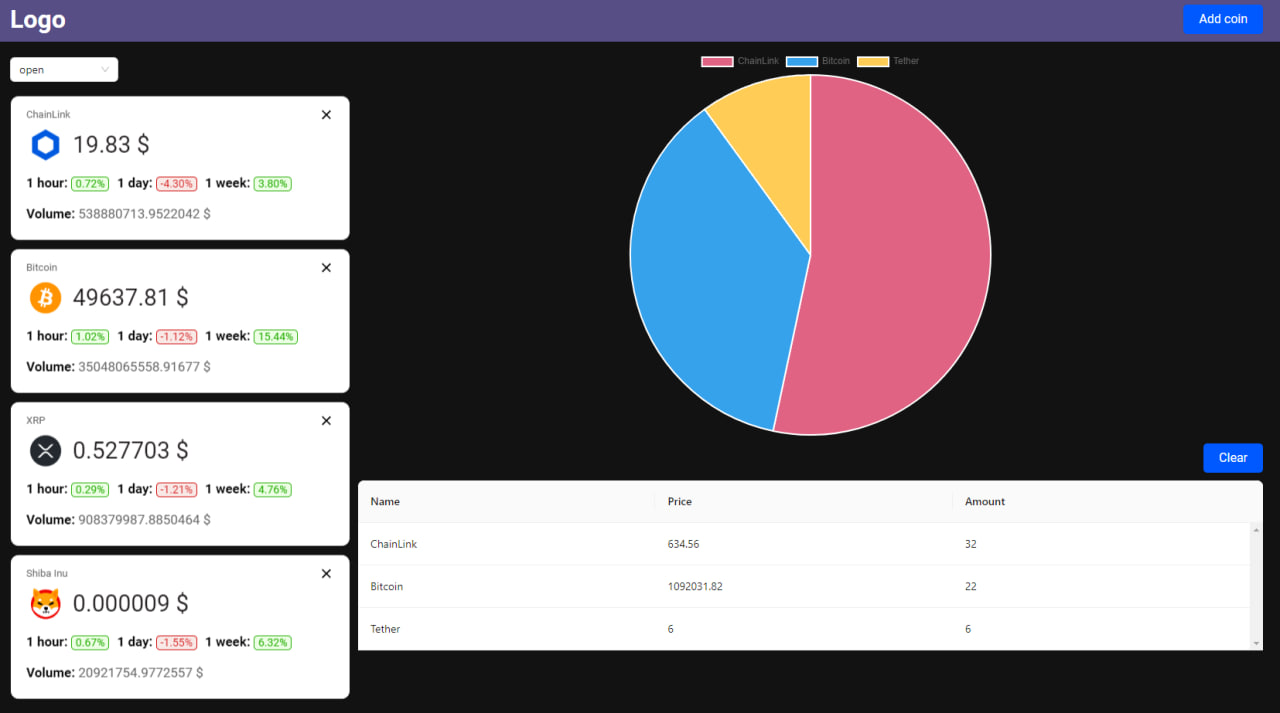 Logo
Add coin
open
ChainLink
19.83 $
1 hour: 0.72% 1 day: -4.30% 1 week: 3.80%
Volume: 538880713.9522042 $
Bitcoin
49637.81 $
1 hour: 1.02% 1 day: -1.12% 1 week: 15.44%
Volume: 35048065558.91677 $
XRP
0.527703 $
1 hour: 0.29% 1 day: -1.21% 1 week: 4.76%
Volume: 908379987.8850464 $
Shiba Inu
0.000009 $
1 hour: 0.67% 1 day: -1.55% 1 week: 6.32%
Volume: 20921754.9772557 $
ChainLink Bitcoin Tether
Clear
Name Price Amount
ChainLink 634.56 32
Bitcoin 1092031.82 22
Tether 6 6